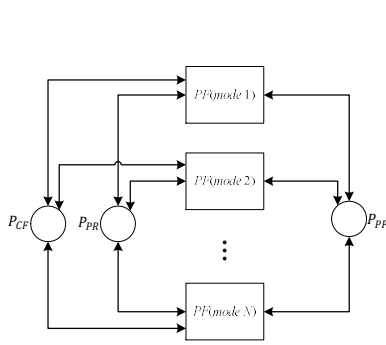 PF(mode 1)
PF(mode 2)
P_CF
P_PR
P_PF
⋮
PF(mode N)